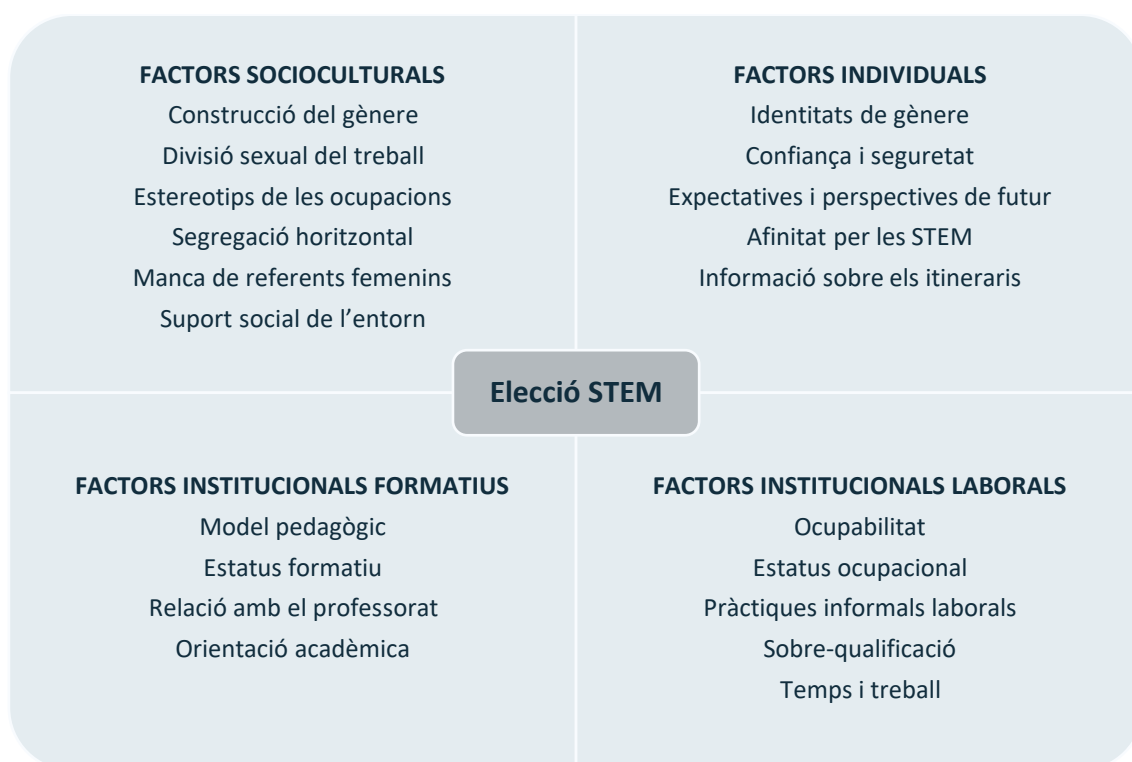 FACTORS SOCIOCULTURALS
Construcció del gènere
Divisió sexual del treball
Estereotips de les ocupacions
Segregació horitzontal
Manca de referents femenins
Suport social de l’entorn
FACTORS INDIVIDUALS
Identitats de gènere
Confiança i seguretat
Expectatives i perspectives de futur
Afinitat per les STEM
Informació sobre els itineraris
Elecció STEM
FACTORS INSTITUCIONALS FORMATIUS
Model pedagògic
Estatus formatiu
Relació amb el professorat
Orientació acadèmica
FACTORS INSTITUCIONALS LABORALS
Ocupabilitat
Estatus ocupacional
Pràctiques informals laborals
Sobre-qualificació
Temps i treball